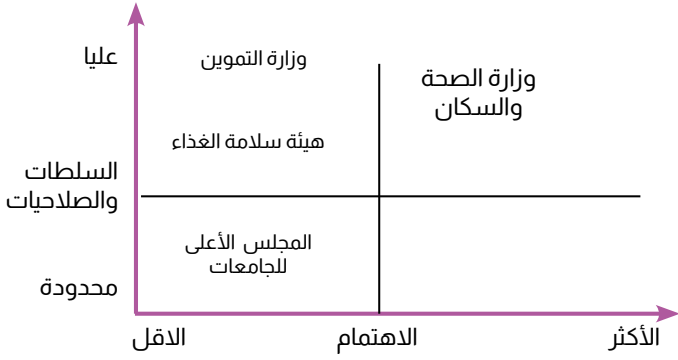 عليا
وزارة التموين
وزارة الصحة
والسكان
هيئة سلامة الغذاء
السلطات
والصلاحيات
المجلس الأعلى
للجامعات
محدودة
الاقل
الاهتمام
الأكثر